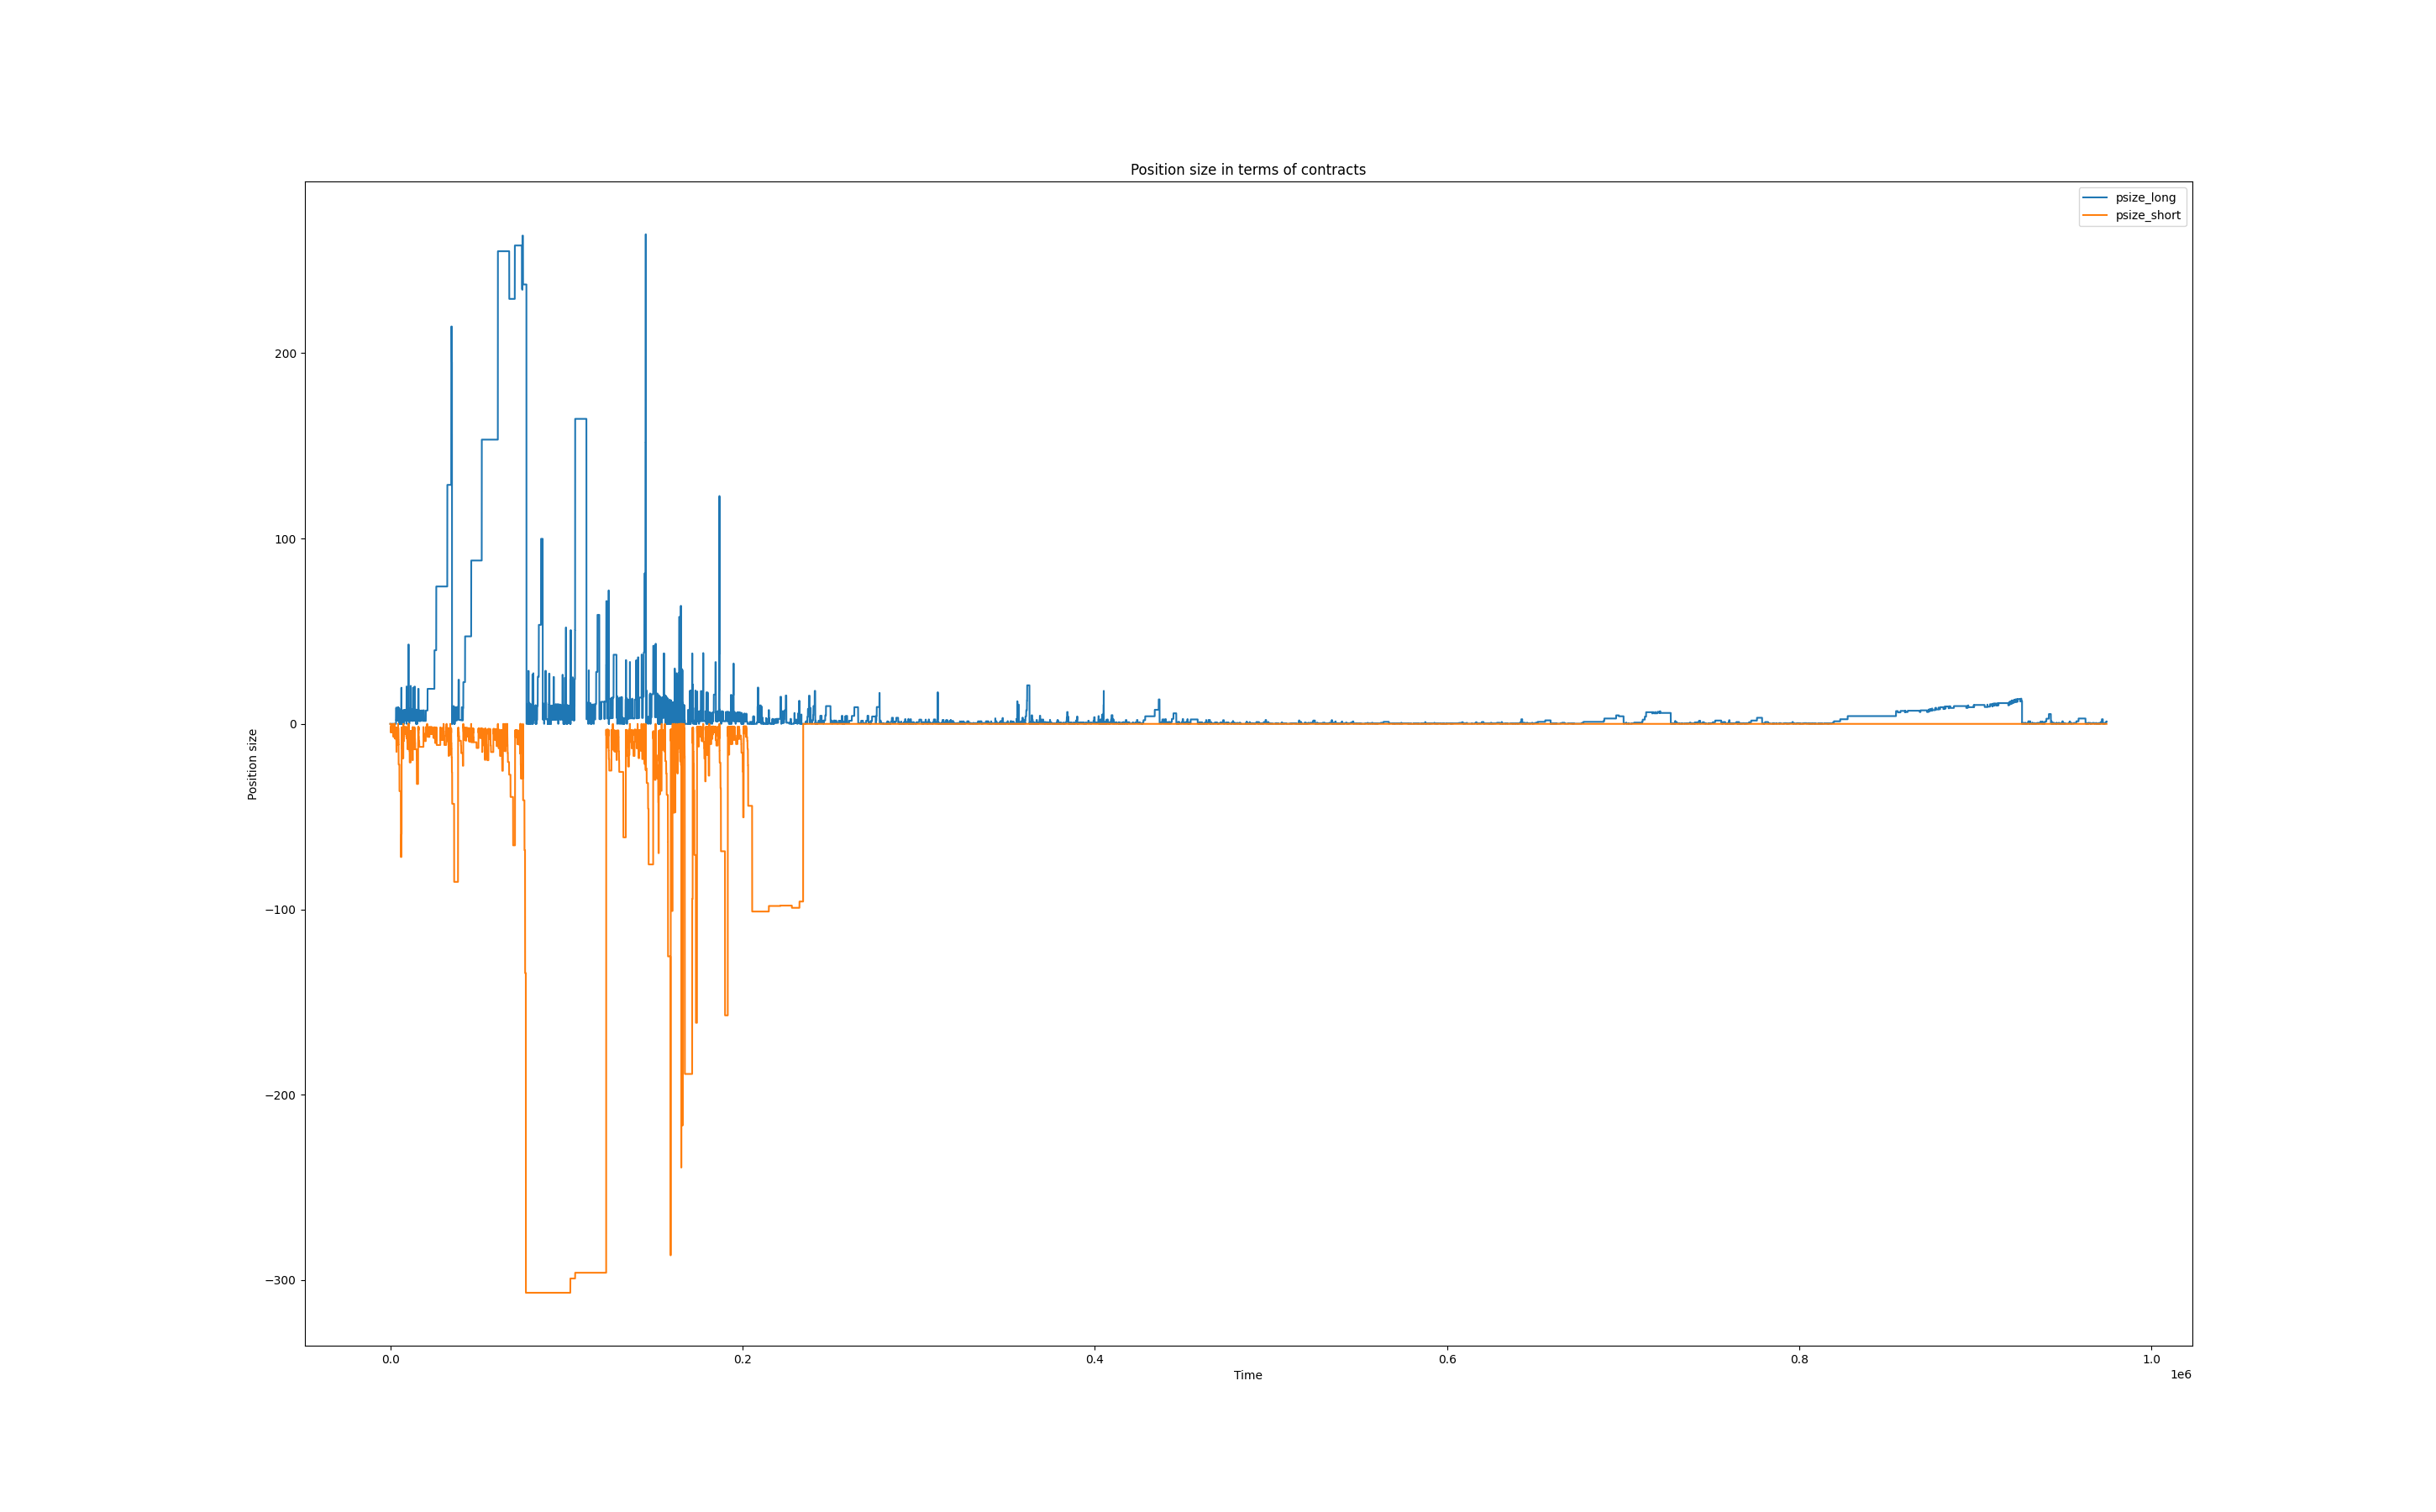 Position size in terms of contracts
psize_long
psize_short
200
100
0
−100
−200
−300
Position size
0.0
0.2
0.4
0.6
0.8
1.0
1e6
Time